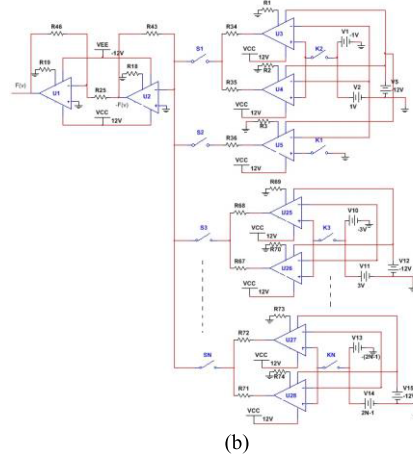 R46
R43
R34
R1
U3
V1
-1V
S1
VCC
12V
K2
R2
R19
VEE
-12V
R18
F(v)
U1
R25
-F(v)
U2
R35
U4
V2
1V
V5
-12V
VCC
12V
VCC
12V
R3
S2
R36
U5
K1
VCC
12V
R69
R68
U25
V10
-3V
S3
VCC
12V
K3
R70
R67
U26
V11
3V
V12
-12V
VCC
12V
R73
R72
U27
V13
-(2N-1)
SN
VCC
12V
KN
R74
R71
U28
V14
2N-1
V15
-12V
VCC
12V
(b)